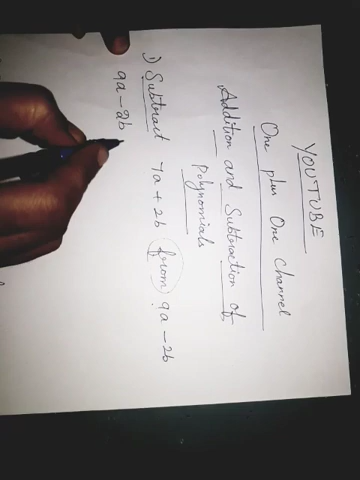 YOUTUBE
One plus One Channel
Addition and Subtraction of
Polynomials
1) Subtract 7a + 2b from 9a - 2b
9a - 2b